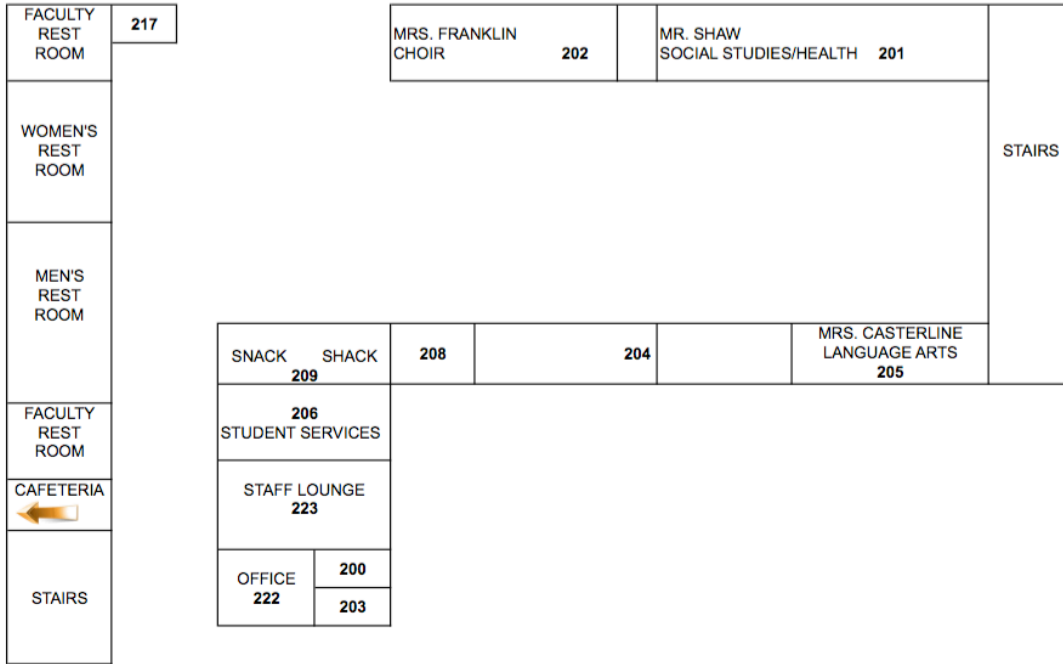 FACULTY
REST
ROOM
217
MRS. FRANKLIN
CHOIR 202
MR. SHAW
SOCIAL STUDIES/HEALTH 201
WOMEN'S
REST
ROOM
STAIRS
MEN'S
REST
ROOM
SNACK SHACK
209
208
204
MRS. CASTERLINE
LANGUAGE ARTS
205
FACULTY
REST
ROOM
206
STUDENT SERVICES
CAFETERIA
STAFF LOUNGE
223
STAIRS
OFFICE
222
200
203